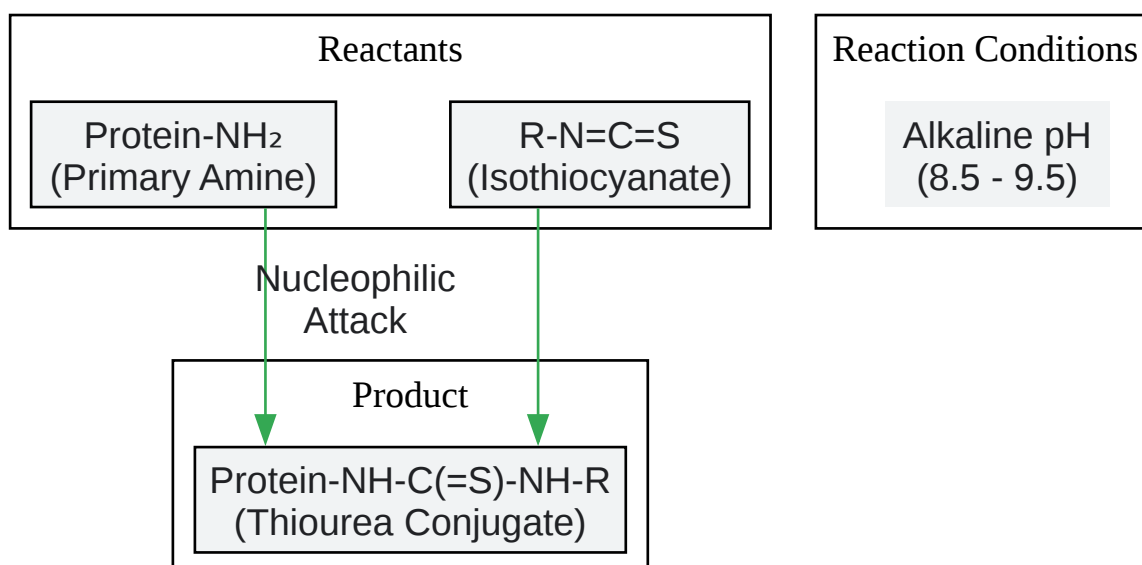 Reactants
Protein-NH₂
(Primary Amine)
R-N=C=S
(Isothiocyanate)
Reaction Conditions
Alkaline pH
(8.5 - 9.5)
Nucleophilic
Attack
Product
Protein-NH-C(=S)-NH-R
(Thiourea Conjugate)